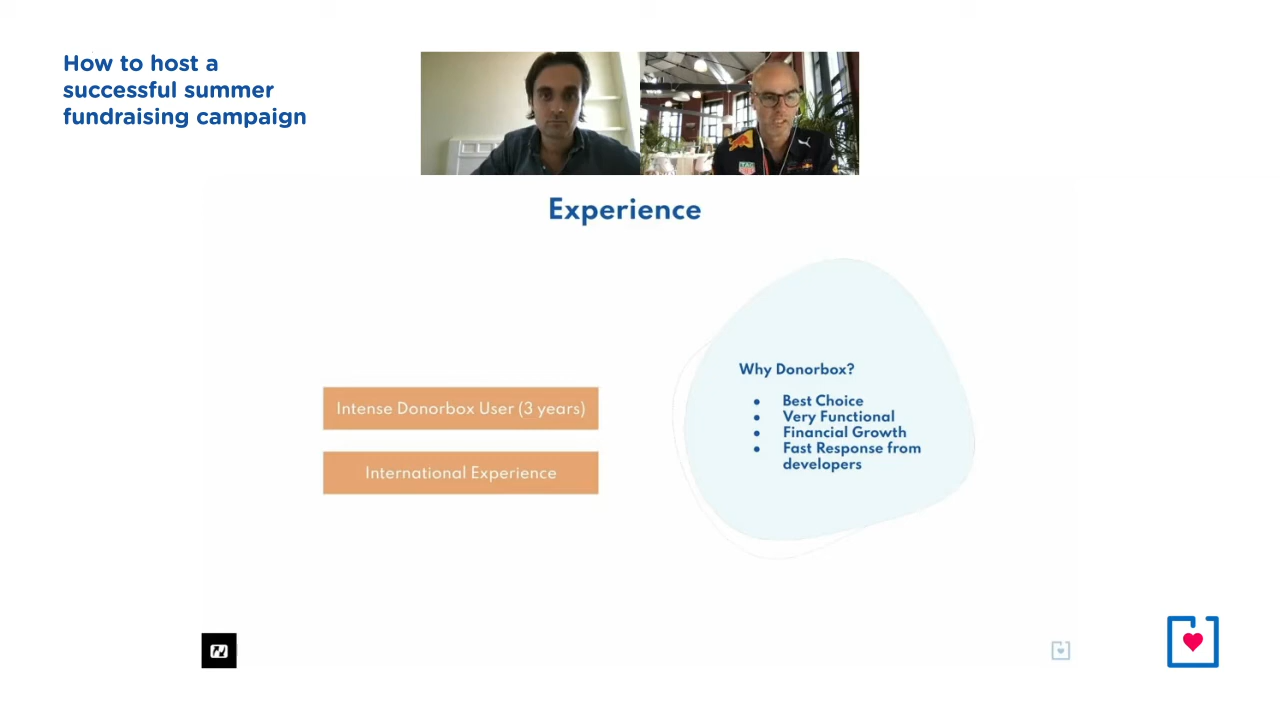 How to host a
successful summer
fundraising campaign
Experience
Intense Donorbox User (3 years)
International Experience
Why Donorbox?
• Best Choice
• Very Functional
• Financial Growth
• Fast Response from
developers